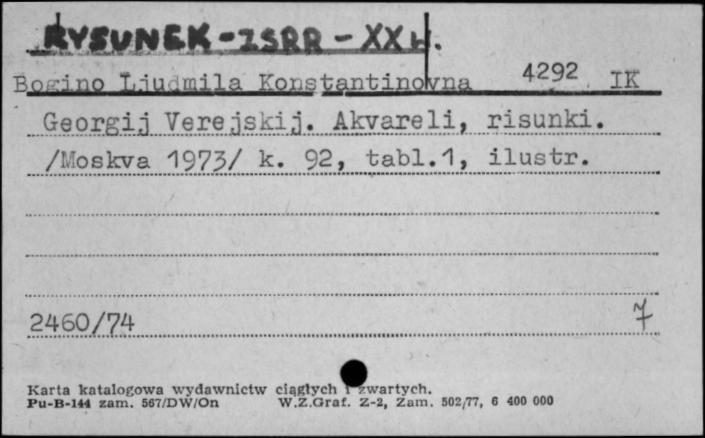 RYSUNEK - ZSRR - XX w.
Bogino Ljudmila Konstantinovna 4292 IK
Georgij Verejskij. Akvareli, risunki.
/Moskva 1973/ k. 92, tabl.1, ilustr.
2460/74 7
Karta katalogowa wydawnictw ciągłych i zwartych.
Pu-B-144 zam. 567/DW/On W.Z.Graf. Z-2, Zam. 502/77, 6 400 000